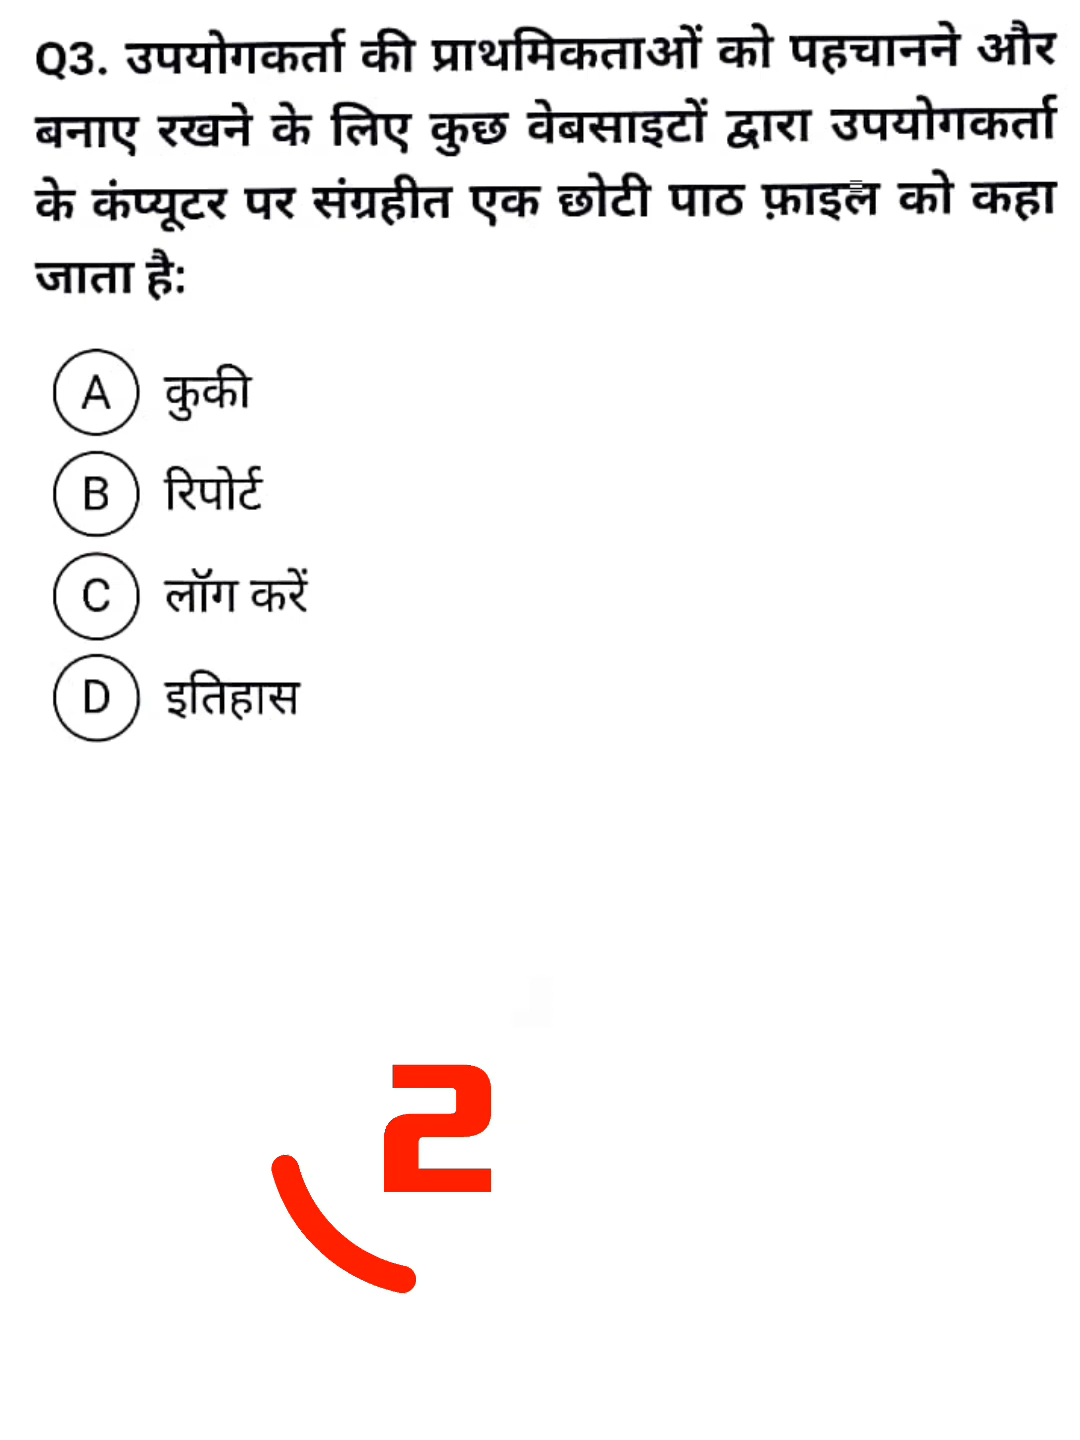 Q3. उपयोगकर्ता की प्राथमिकताओं को पहचानने और
बनाए रखने के लिए कुछ वेबसाइटों द्वारा उपयोगकर्ता
के कंप्यूटर पर संग्रहीत एक छोटी पाठ फ़ाइल को कहा
जाता है:
A कुकी
B रिपोर्ट
C लॉग करें
D इतिहास
2